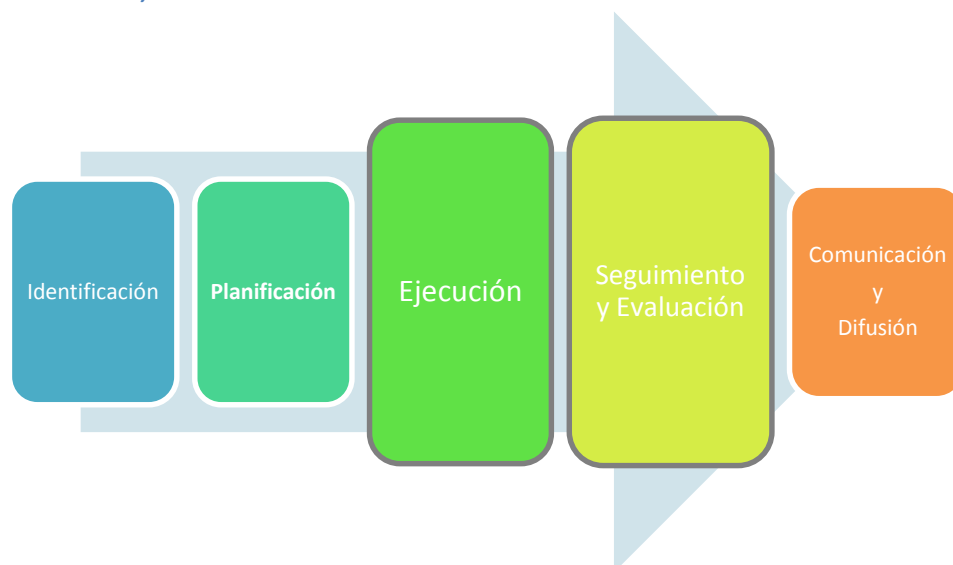 Identificación
Planificación
Ejecución
Seguimiento
y Evaluación
Comunicación
y
Difusión